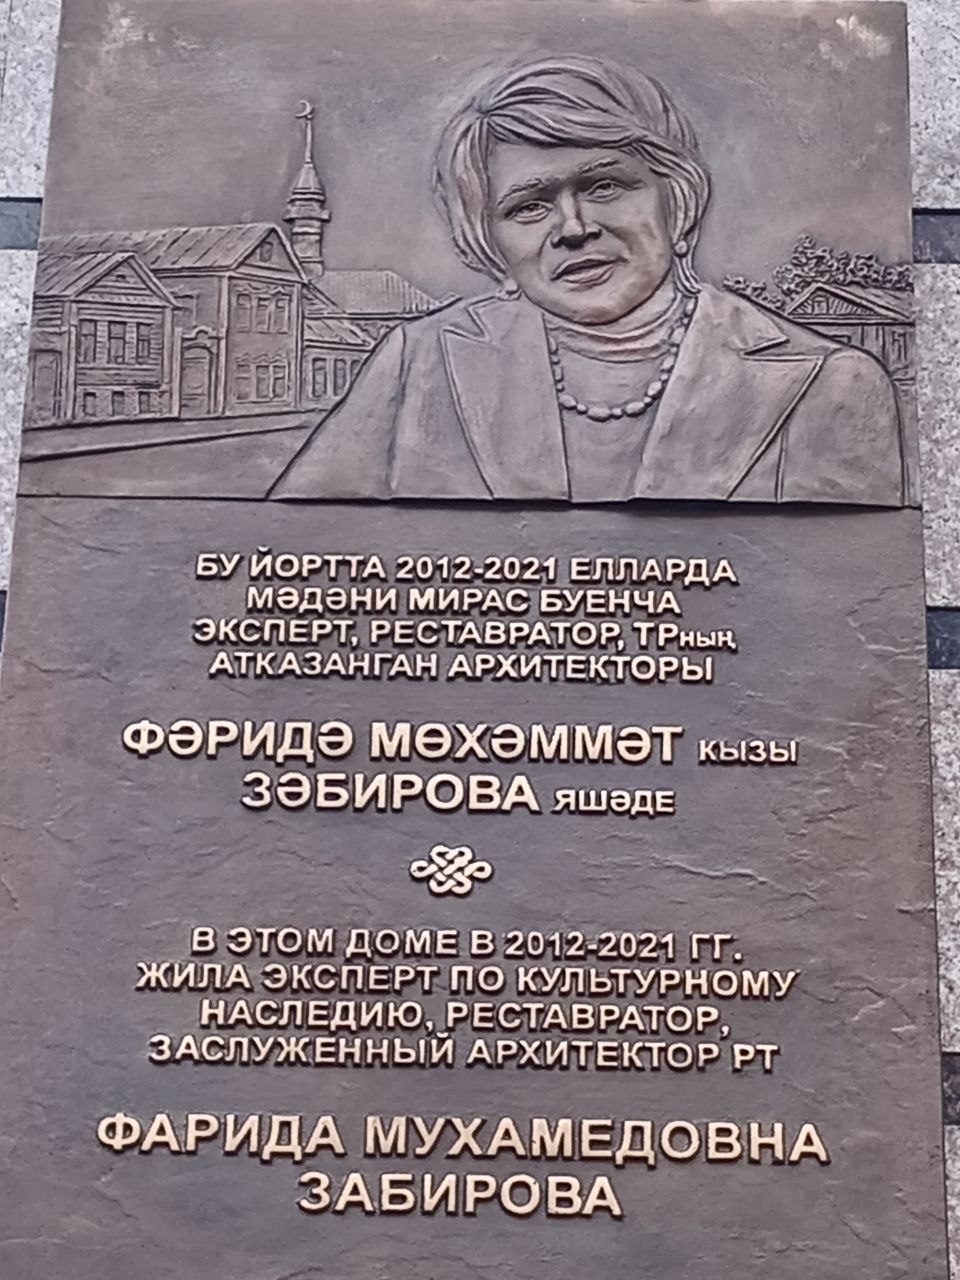 БУ ЙОРТТА 2012-2021 ЕЛЛАРДА
МӘДӘНИ МИРАС БУЕНЧА
ЭКСПЕРТ, РЕСТАВРАТОР, ТРның
АТКАЗАНГАН АРХИТЕКТОРЫ
ФӘРИДӘ МӨХӘММӘТ КЫЗЫ
ЗӘБИРОВА ЯШӘДЕ
В ЭТОМ ДОМЕ В 2012-2021 ГГ.
ЖИЛА ЭКСПЕРТ ПО КУЛЬТУРНОМУ
НАСЛЕДИЮ, РЕСТАВРАТОР,
ЗАСЛУЖЕННЫЙ АРХИТЕКТОР РТ
ФАРИДА МУХАМЕДОВНА
ЗАБИРОВА